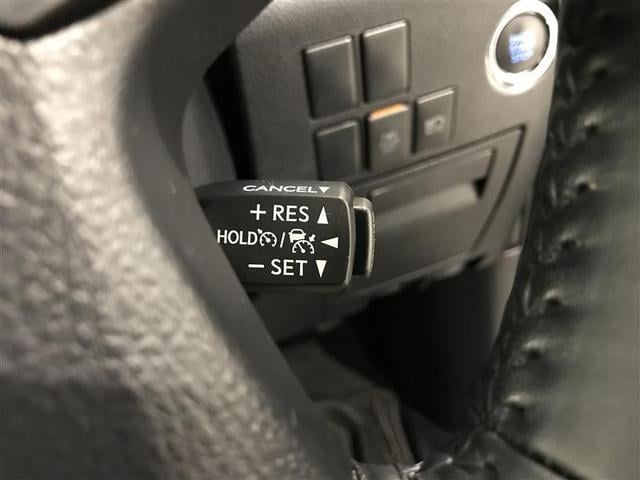 CANCEL▼
+ RES ▲
HOLD / ◀
− SET ▼